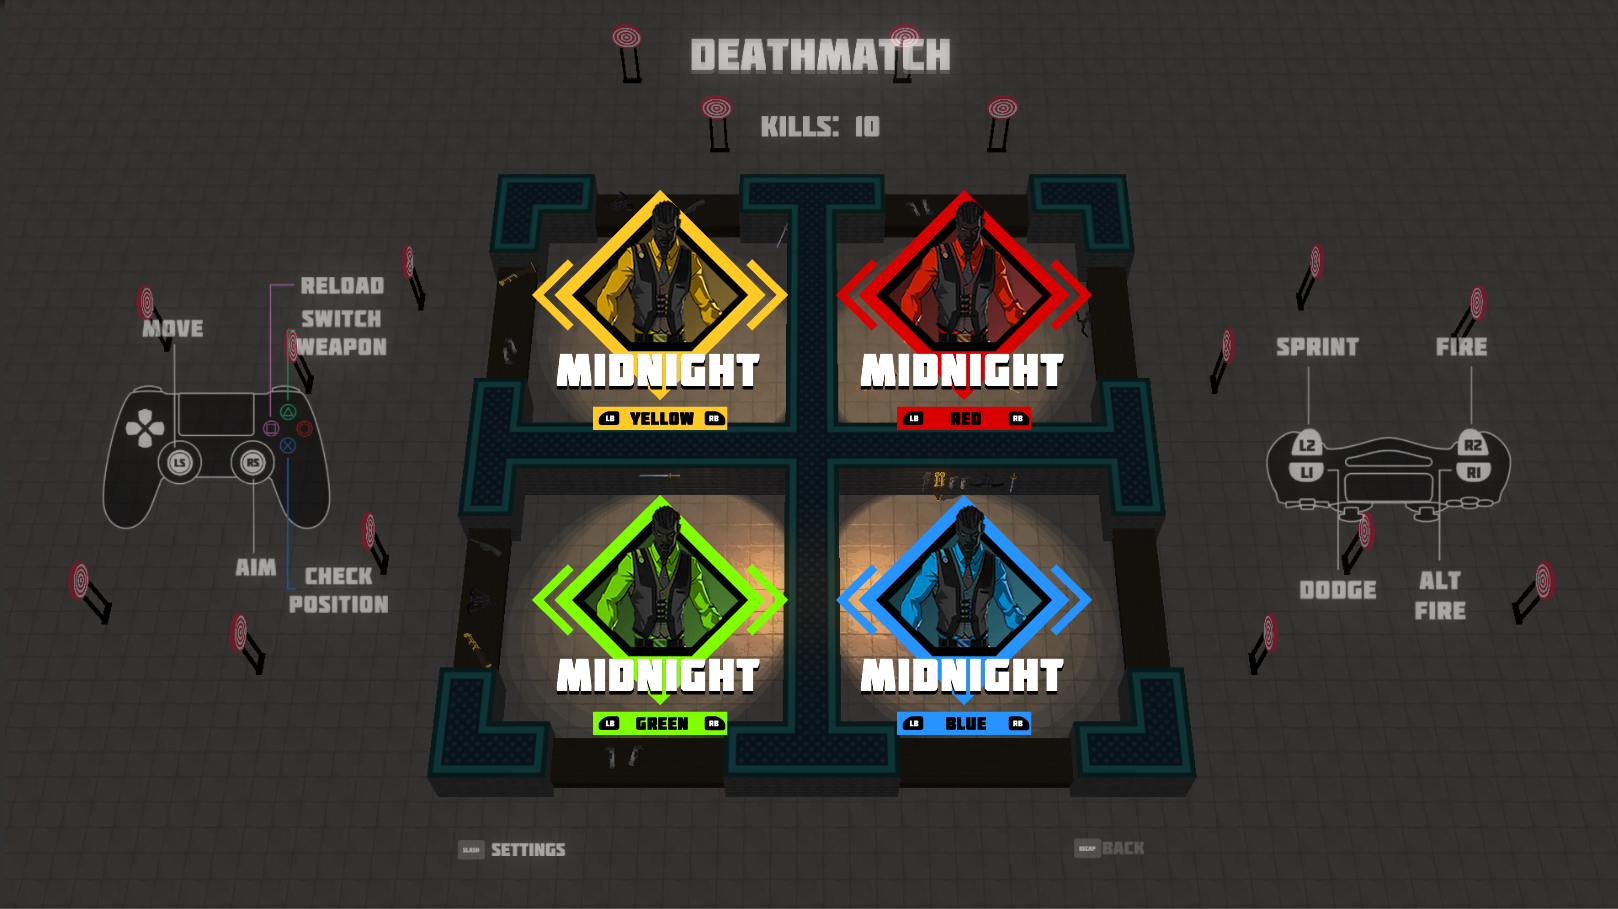 DEATHMATCH
KILLS: 10
RELOAD
SWITCH
WEAPON
MOVE
LS
RS
AIM
CHECK
POSITION
MIDNIGHT
LB YELLOW RB
MIDNIGHT
LB RED RB
MIDNIGHT
LB GREEN RB
MIDNIGHT
LB BLUE RB
SPRINT
FIRE
L2
R2
L1
R1
DODGE
ALT
FIRE
SLASH SETTINGS
ESCAP BACK